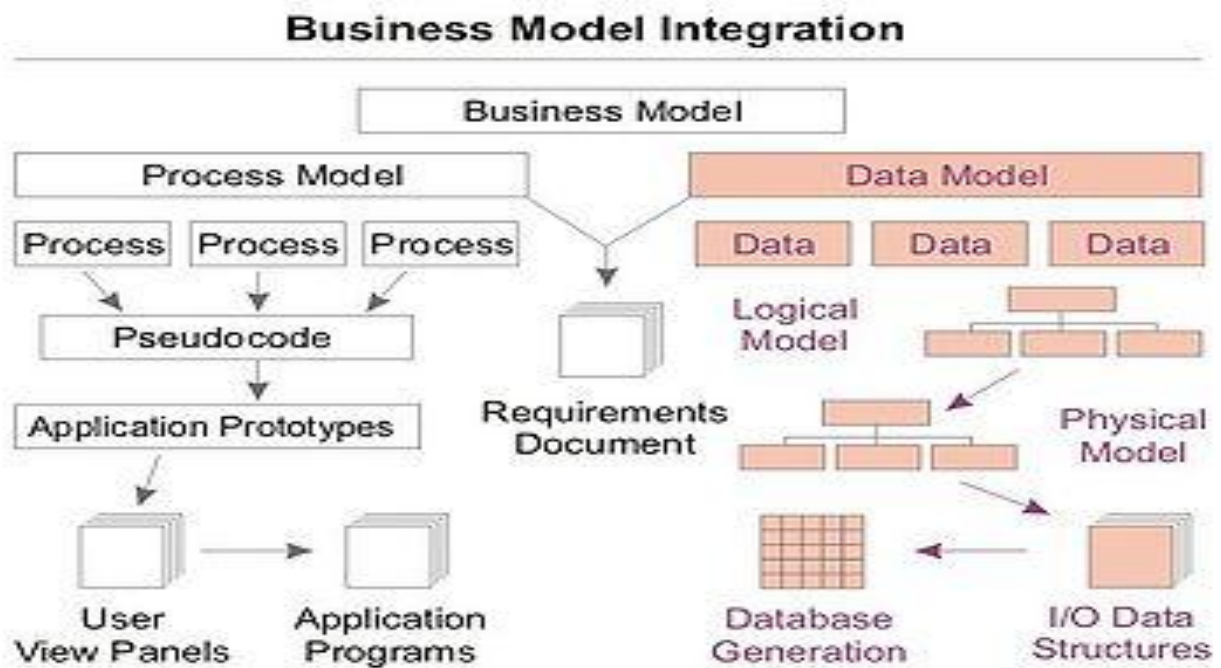 Business Model Integration
Business Model
Process Model
Data Model
Process
Process
Process
Data
Data
Data
Pseudocode
Logical
Model
Application Prototypes
Requirements
Document
Physical
Model
User
View Panels
Application
Programs
Database
Generation
I/O Data
Structures